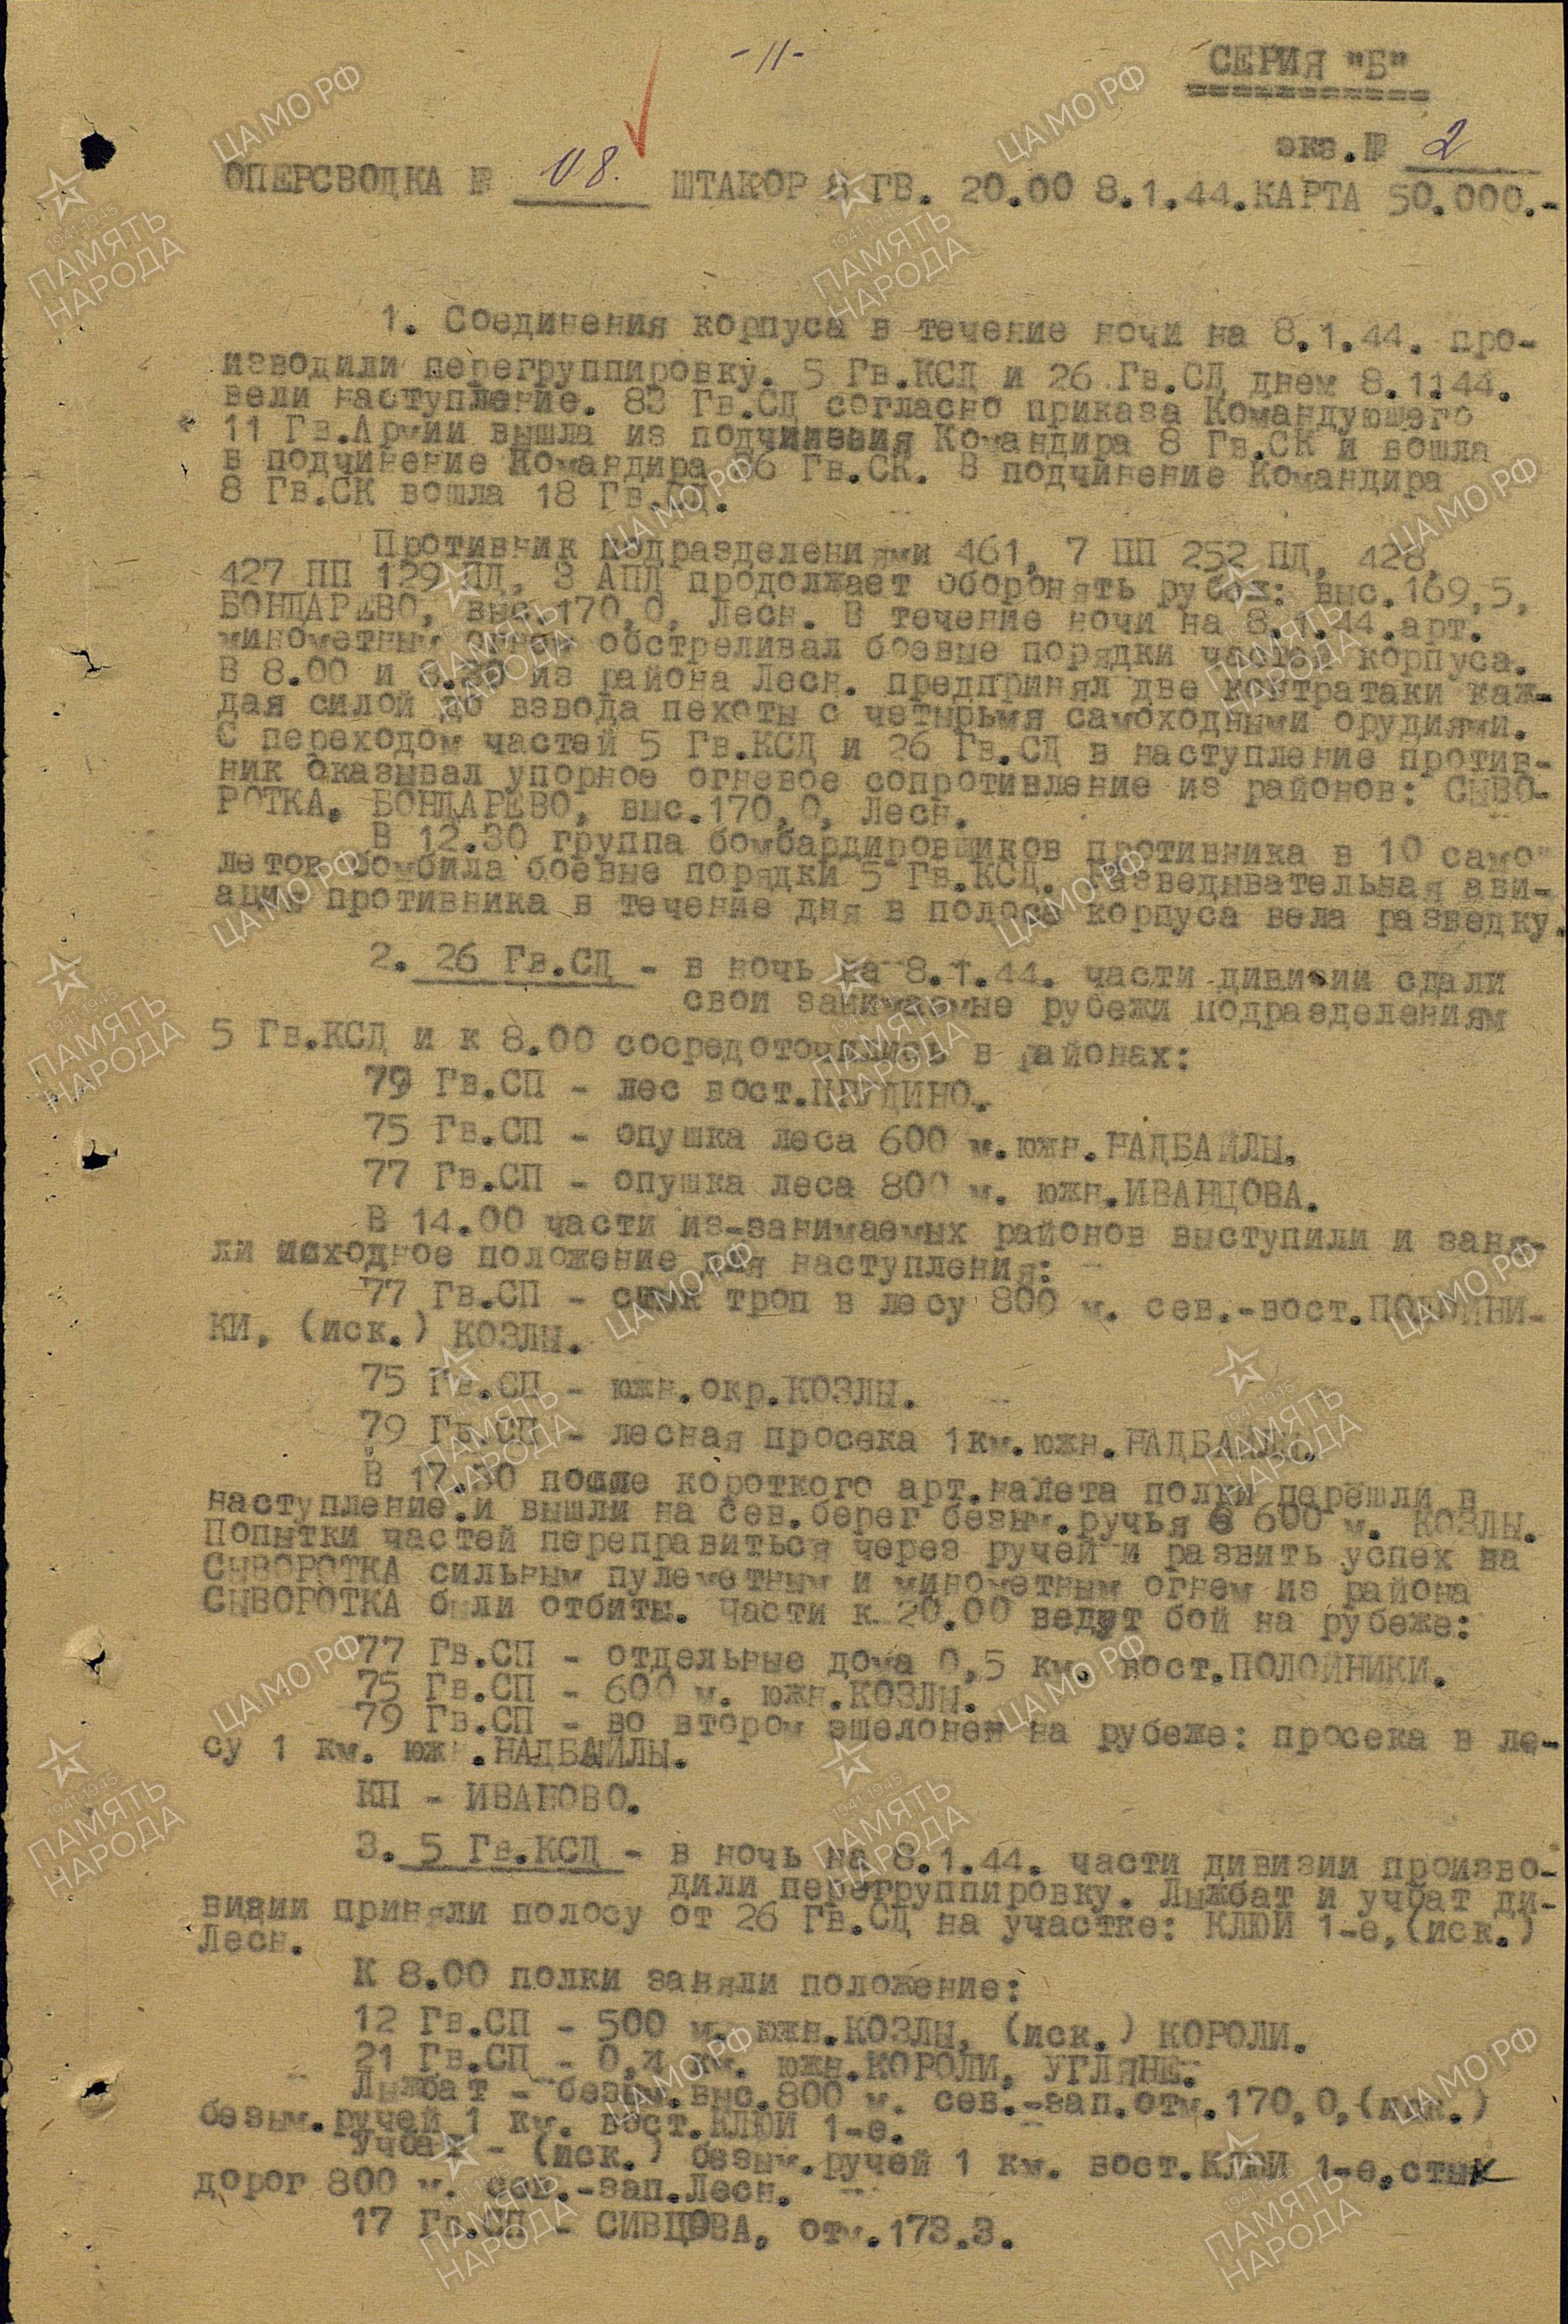 -11-
СЕРИЯ "Б"
экз.№ 2
ОПЕРСВОДКА № 08. ШТАКОР 8 ГВ. 20.00 8.1.44.КАРТА 50.000.-
1. Соединения корпуса в течение ночи на 8.1.44. про-
изводили перегруппировку. 5 Гв.КСД и 26 Гв.СД днем 8.1144.
вели наступление. 83 Гв.СД согласно приказа Командующего
11 Гв.Армии вышла из подчинения Командира 8 Гв.СК и вошла
в подчинение Командира 36 Гв.СК. В подчинение Командира
8 Гв.СК вошла 18 Гв.СД.
Противник подразделениями 461, 7 ПП 252 ПД, 428,
427 ПП 129 ПД, 3 АПД продолжает оборонять рубеж: выс.169,5,
БОНДАРЕВО, выс.170,0, Лесн. В течение ночи на 8.1.44.арт.
минометным огнем обстреливал боевые порядки частей корпуса.
В 8.00 и 8.30 из района Лесн. предпринял две контратаки каж-
дая силой до взвода пехоты с четырьмя самоходными орудиями.
С переходом частей 5 Гв.КСД и 26 Гв.СД в наступление против-
ник оказывал упорное огневое сопротивление из районов: СЫВО-
РОТКА, БОНДАРЕВО, выс.170,0, Лесн.
В 12.30 группа бомбардировщиков противника в 10 само-
летов бомбила боевые порядки 5 Гв.КСД. Разведывательная ави-
ация противника в течение дня в полосе корпуса вела разведку.
2. 26 Гв.СД - в ночь на 8.1.44. части дивизии сдали
свои занимаемые рубежи подразделениям
5 Гв.КСД и к 8.00 сосредоточились в районах:
79 Гв.СП - лес вост.ПРУДИНО.
75 Гв.СП - опушка леса 600 м.южн.НАДБАЙЛЫ.
77 Гв.СП - опушка леса 800 м. южн.ИВАНЦОВА.
В 14.00 части из-занимаемых районов выступили и заня-
ли исходное положение для наступления:
77 Гв.СП - стык троп в лесу 800 м. сев.-вост.ПОЛОЙНИ-
КИ, (иск.) КОЗЛЫ.
75 Гв.СП - южн.окр.КОЗЛЫ.
79 Гв.СП - лесная просека 1км.южн.НАДБАЙЛЫ.
В 17.30 после короткого арт.налета полки перешли в
наступление.и вышли на сев.берег безым.ручья в 600 м. КОЗЛЫ.
Попытки частей переправиться через ручей и развить успех на
СЫВОРОТКА сильным пулеметным и минометным огнем из района
СЫВОРОТКА были отбиты. Части к 20.00 ведут бой на рубеже:
77 Гв.СП - отдельные дома 0,5 км. вост.ПОЛОЙНИКИ.
75 Гв.СП - 600 м. южн.КОЗЛЫ.
79 Гв.СП - во втором эшелонен на рубеже: просека в ле-
су 1 км. южн.НАДБАЙЛЫ.
КП - ИВАНОВО.
3. 5 Гв.КСД - в ночь на 8.1.44. части дивизии произво-
дили перегруппировку. Лыжбат и учбат ди-
визии приняли полосу от 26 Гв.СД на участке: КЛЮИ 1-е,(иск.)
Лесн.
К 8.00 полки заняли положение:
12 Гв.СП - 500 м. южн.КОЗЛЫ, (иск.) КОРОЛИ.
21 Гв.СП - 0,4 км. южн.КОРОЛИ, УГЛЯНЕ.
Лыжбат - безым.выс.800 м. сев.-зап.отм.170,0,(иск.)
безым.ручей 1 км. вост.КЛЮИ 1-е.
Учбат - (иск.) безым.ручей 1 км. вост.КЛЮИ 1-е.стык
дорог 800 м. сев.-зап.Лесн.
17 Гв.СП - СИВЦОВА, отм.173.3.